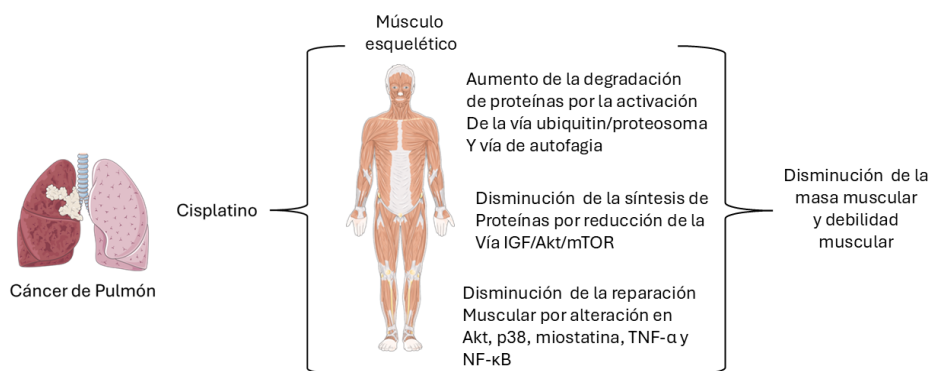 Músculo
esquelético
Aumento de la degradación
de proteínas por la activación
De la vía ubiquitin/proteosoma
Y vía de autofagia
Cisplatino
Disminución de la síntesis de
Proteínas por reducción de la
Vía IGF/Akt/mTOR
Disminución de la masa muscular
y debilidad
muscular
Cáncer de Pulmón
Disminución de la reparación
Muscular por alteración en
Akt, p38, miostatina, TNF-α y
NF-κB